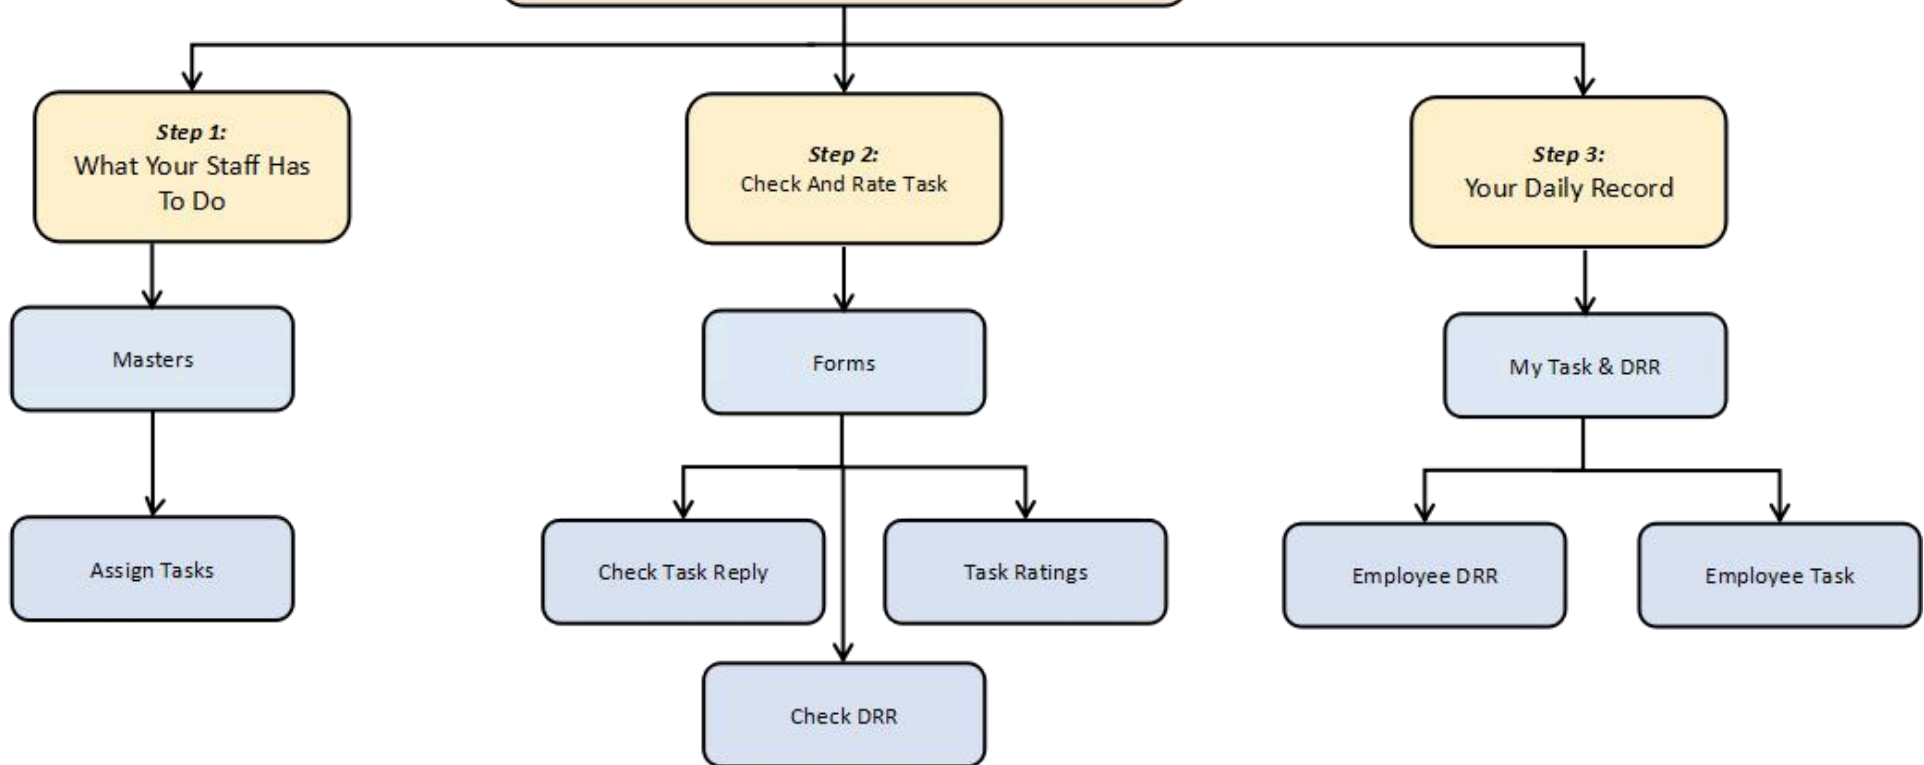 Step 1:
What Your Staff Has
To Do
Step 2:
Check And Rate Task
Step 3:
Your Daily Record
Masters
Forms
My Task & DRR
Assign Tasks
Check Task Reply
Task Ratings
Employee DRR
Employee Task
Check DRR